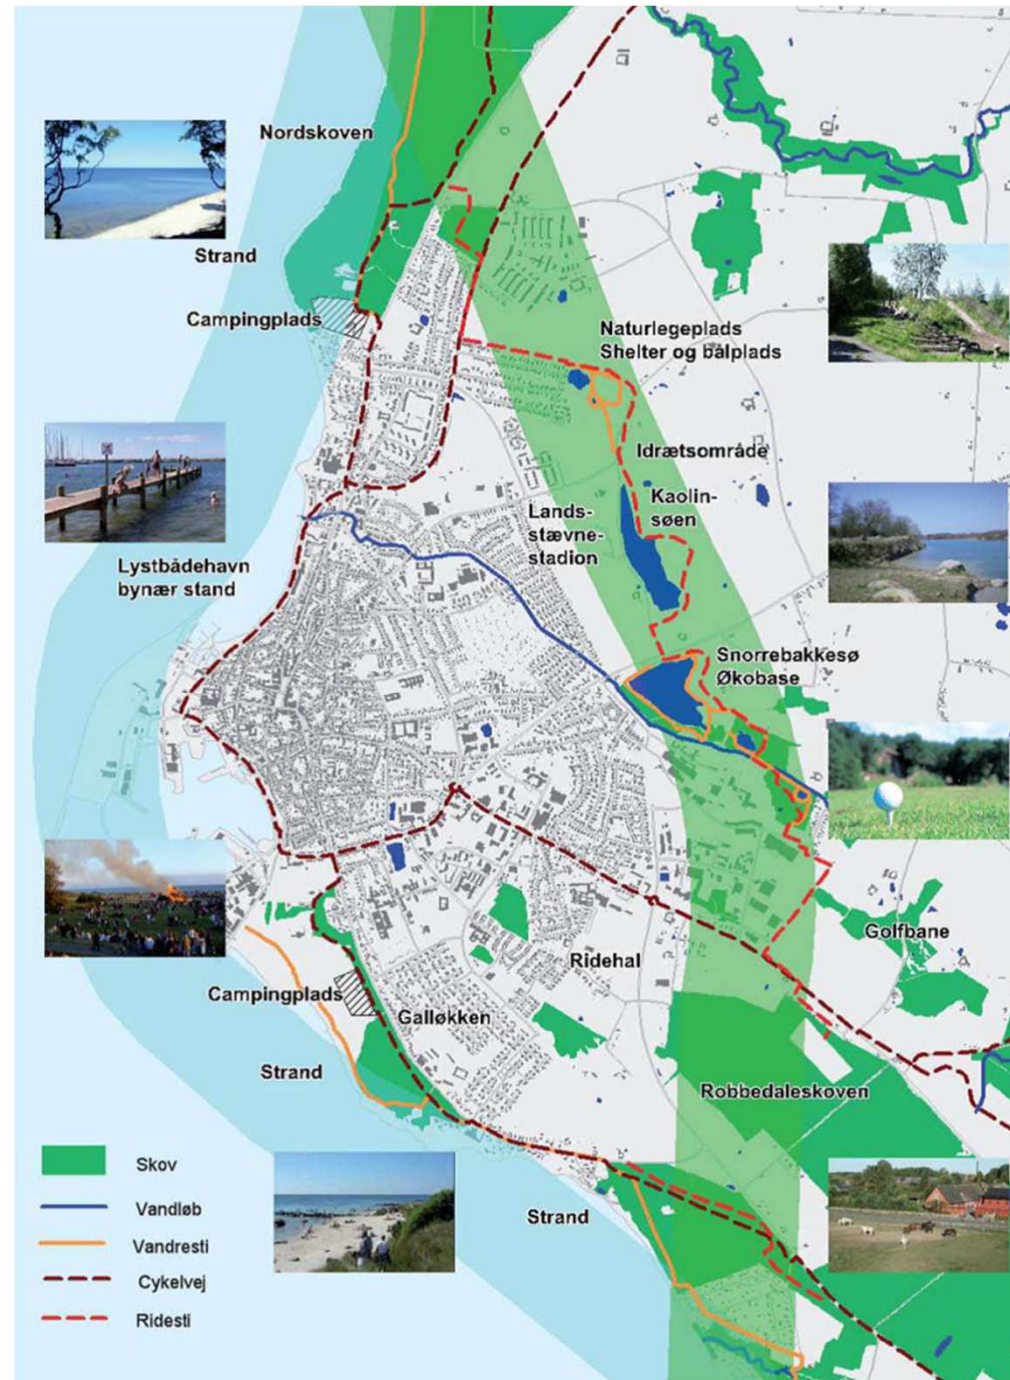 Nordskoven
Strand
Campingplads
Naturlegeplads
Shelter og bålplads
Idrætsområde
Kaolin-
søen
Lands-
stævne-
stadion
Lystbådehavn
bynær stand
Snorrebakkesø
Økobase
Golfbane
Ridehal
Campingplads
Galløkken
Strand
Robbedaleskoven
Strand
Skov
Vandløb
Vandresti
Cykelvej
Ridesti